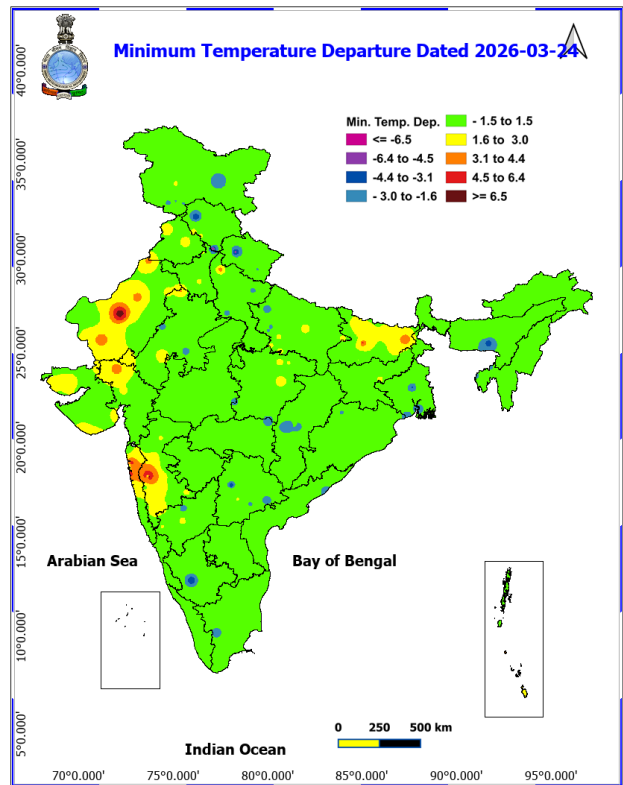 Minimum Temperature Departure Dated 2026-03-24
Min. Temp. Dep.
<= -6.5
-6.4 to -4.5
-4.4 to -3.1
- 3.0 to -1.6
- 1.5 to 1.5
1.6 to 3.0
3.1 to 4.4
4.5 to 6.4
>= 6.5
40°0.000'
35°0.000'
30°0.000'
25°0.000'
20°0.000'
15°0.000'
10°0.000'
5°0.000'
Arabian Sea
Bay of Bengal
Indian Ocean
0 250 500 km
70°0.000' 75°0.000' 80°0.000' 85°0.000' 90°0.000' 95°0.000'